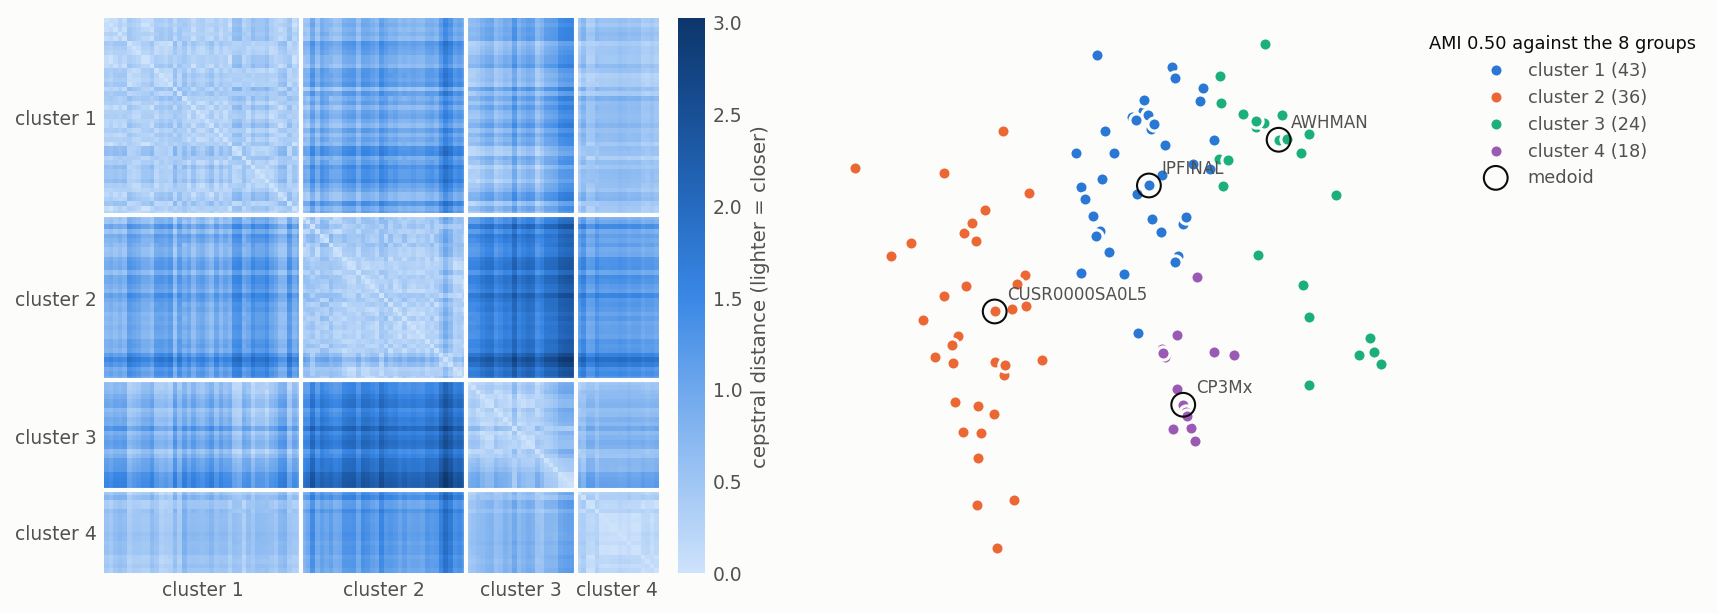 cluster 1
cluster 2
cluster 3
cluster 4
cluster 1
cluster 2
cluster 3
cluster 4
3.0
2.5
2.0
1.5
1.0
0.5
0.0
cepstral distance (lighter = closer)
AWHMAN
IPFINAL
CUSR0000SA0L5
CP3Mx
AMI 0.50 against the 8 groups
cluster 1 (43)
cluster 2 (36)
cluster 3 (24)
cluster 4 (18)
medoid